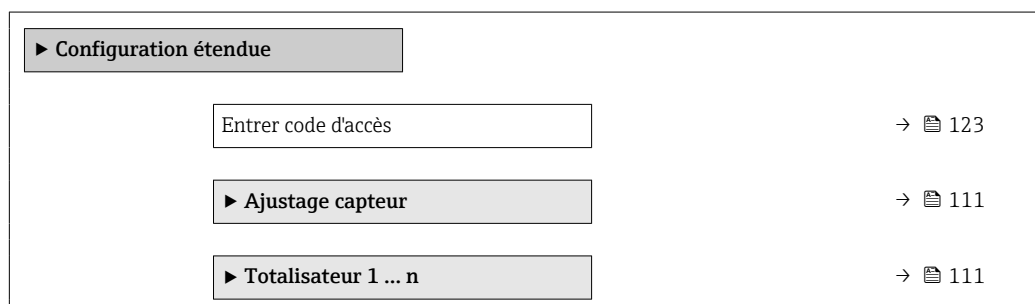 ► Configuration étendue
Entrer code d'accès → 123
► Ajustage capteur → 111
► Totalisateur 1 … n → 111